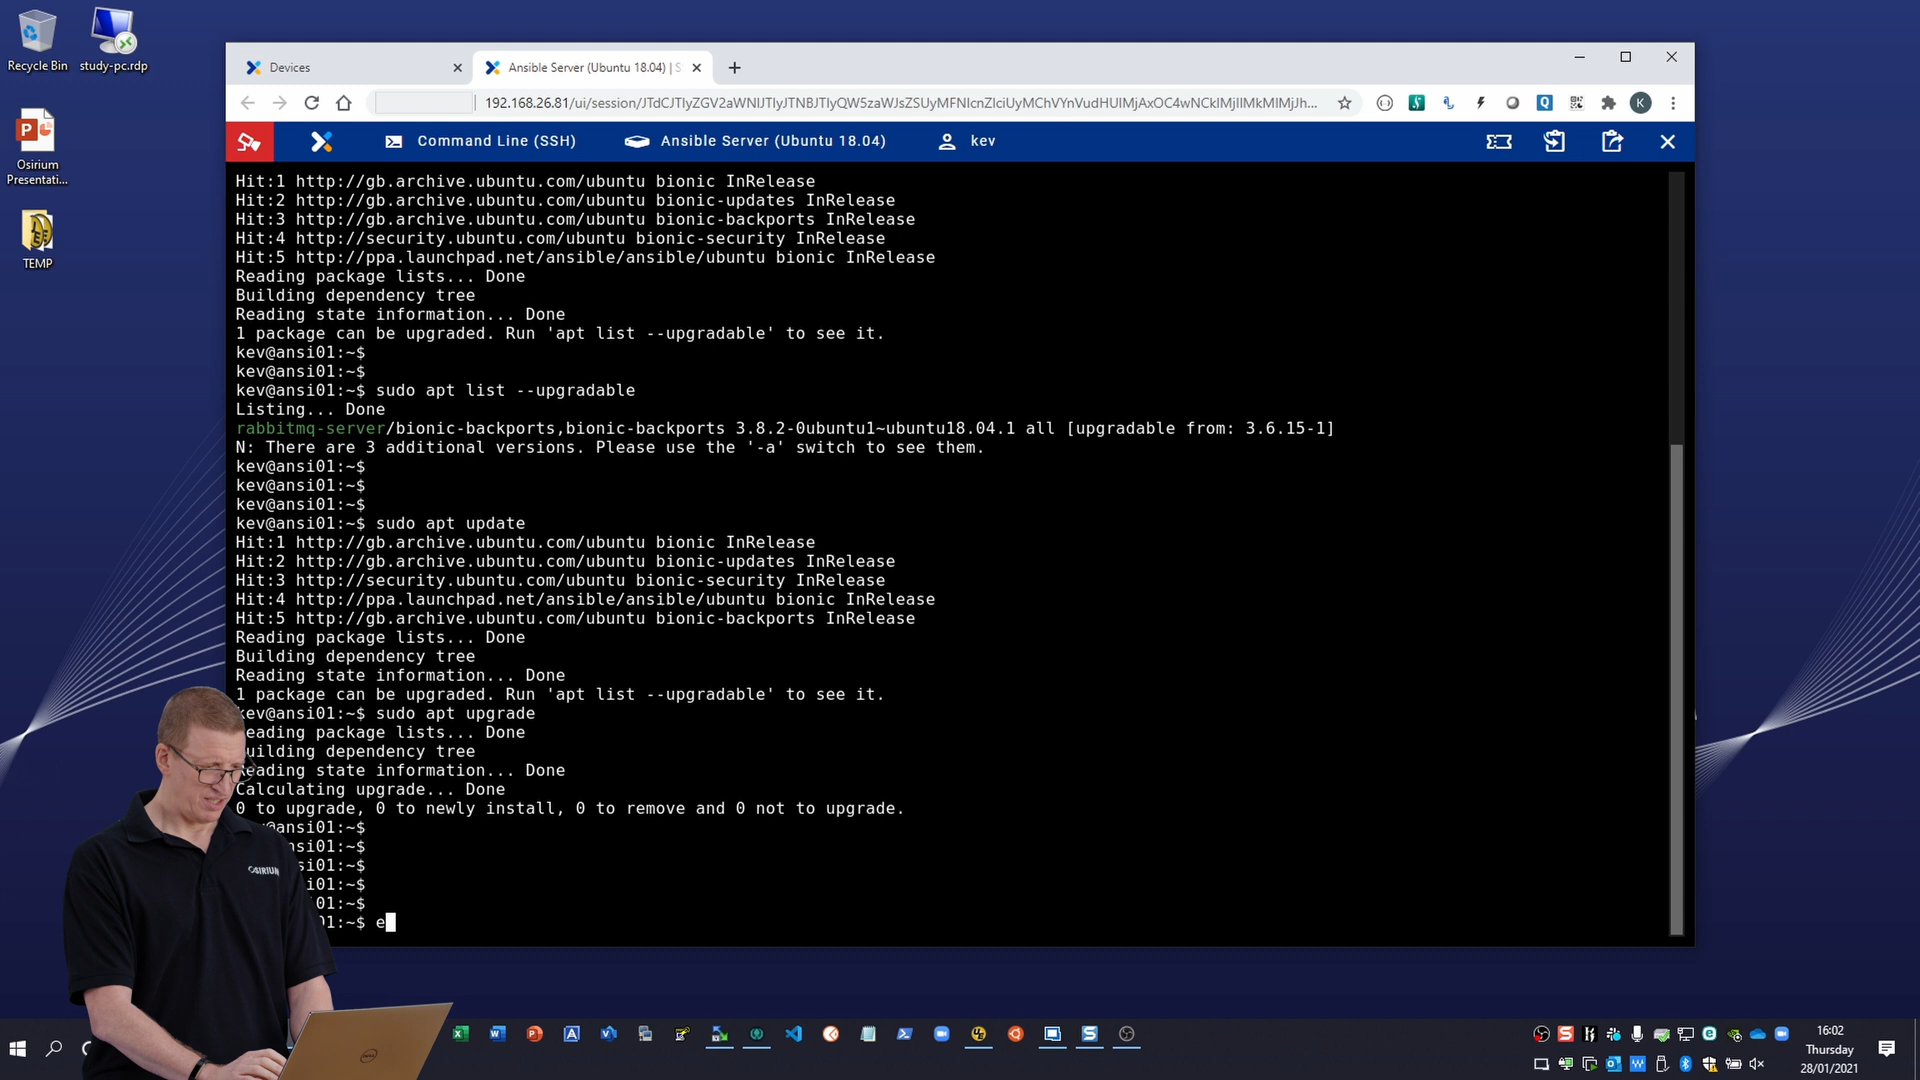 Recycle Bin
study-pc.rdp
Osirium
Presentati...
TEMP
Devices
Ansible Server (Ubuntu 18.04) | S
192.168.26.81/ui/session/
K
Command Line (SSH)
Ansible Server (Ubuntu 18.04)
kev
Hit:1 http://gb.archive.ubuntu.com/ubuntu bionic InRelease
Hit:2 http://gb.archive.ubuntu.com/ubuntu bionic-updates InRelease
Hit:3 http://gb.archive.ubuntu.com/ubuntu bionic-backports InRelease
Hit:4 http://security.ubuntu.com/ubuntu bionic-security InRelease
Hit:5 http://ppa.launchpad.net/ansible/ansible/ubuntu bionic InRelease
Reading package lists... Done
Building dependency tree
Reading state information... Done
1 package can be upgraded. Run 'apt list --upgradable' to see it.
kev@ansi01:~$
kev@ansi01:~$
kev@ansi01:~$ sudo apt list --upgradable
Listing... Done
rabbitmq-server/bionic-backports,bionic-backports 3.8.2-0ubuntu1~ubuntu18.04.1 all [upgradable from: 3.6.15-1]
N: There are 3 additional versions. Please use the '-a' switch to see them.
kev@ansi01:~$
kev@ansi01:~$
kev@ansi01:~$
kev@ansi01:~$ sudo apt update
Hit:1 http://gb.archive.ubuntu.com/ubuntu bionic InRelease
Hit:2 http://gb.archive.ubuntu.com/ubuntu bionic-updates InRelease
Hit:3 http://security.ubuntu.com/ubuntu bionic-security InRelease
Hit:4 http://ppa.launchpad.net/ansible/ansible/ubuntu bionic InRelease
Hit:5 http://gb.archive.ubuntu.com/ubuntu bionic-backports InRelease
Reading package lists... Done
Building dependency tree
Reading state information... Done
1 package can be upgraded. Run 'apt list --upgradable' to see it.
kev@ansi01:~$ sudo apt upgrade
eading package lists... Done
uilding dependency tree
eading state information... Done
Calculating upgrade... Done
0 to upgrade, 0 to newly install, 0 to remove and 0 not to upgrade.
@ansi01:~$
nsi01:~$
si01:~$
i01:~$
i01:~$
01:~$ e
OSIRIUM
DELL
16:02
Thursday
28/01/2021